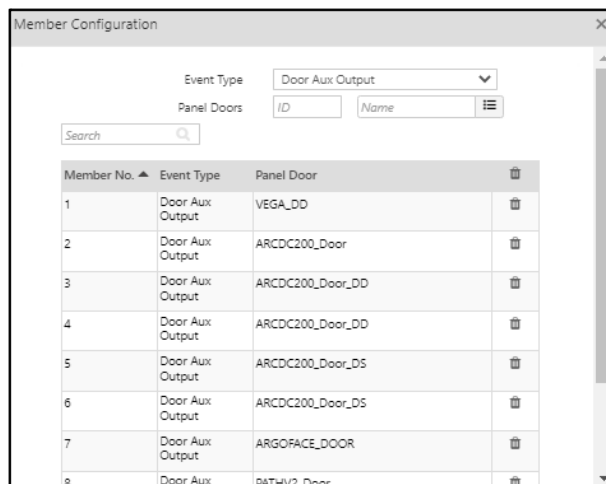 Member Configuration
Event Type Door Aux Output
Panel Doors ID Name
Search
Member No. Event Type Panel Door
1 Door Aux Output VEGA_DD
2 Door Aux Output ARCDC200_Door
3 Door Aux Output ARCDC200_Door_DD
4 Door Aux Output ARCDC200_Door_DD
5 Door Aux Output ARCDC200_Door_DS
6 Door Aux Output ARCDC200_Door_DS
7 Door Aux Output ARGOFACE_DOOR
8 Door Aux PATHV2_Door